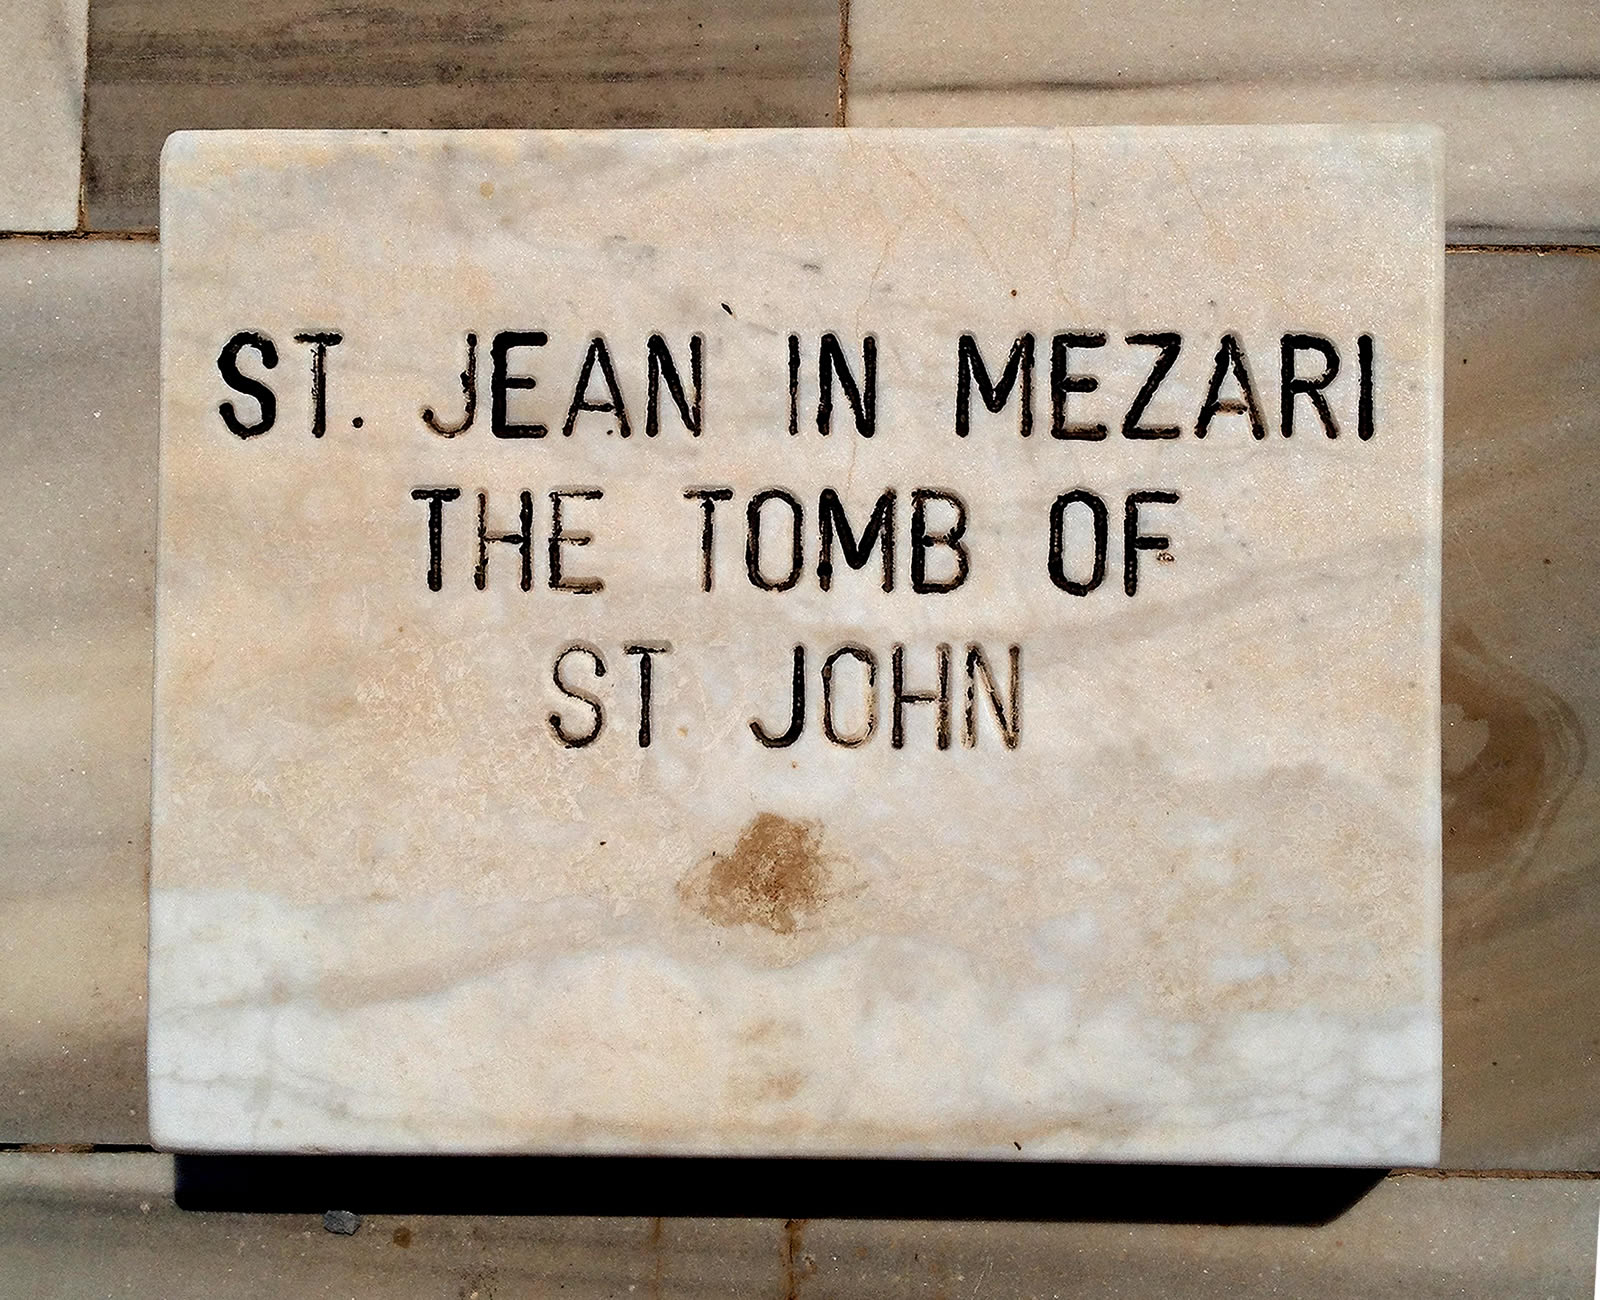 ST. JEAN IN MEZARI
THE TOMB OF
ST JOHN